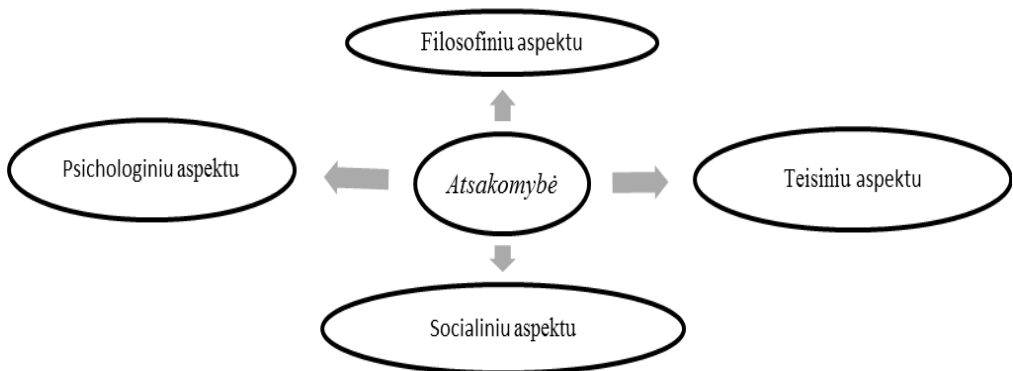 Filosofiniu aspektu
Psichologiniu aspektu
Atsakomybė
Teisiniu aspektu
Socialiniu aspektu